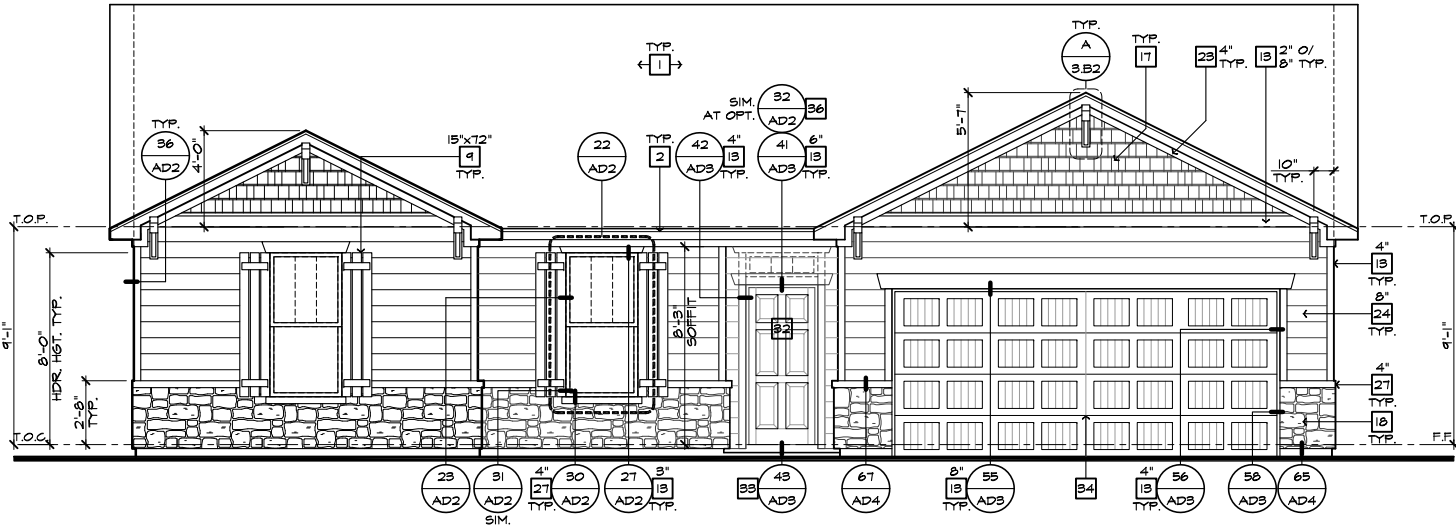 TYP.
1
TYP.
A
3.B2
TYP.
17
23 4" TYP.
13 2" O/ 8" TYP.
SIM. AT OPT.
32
AD2
36
TYP.
36
AD2
4'-0"
15"x72"
9
TYP.
22
AD2
TYP.
2
42
AD3
4"
13
TYP.
41
AD3
6"
13
TYP.
5'-7"
10"
TYP.
T.O.P.
T.O.P.
9'-1"
8'-0"
HDR. HGT. TYP.
2'-8"
TYP.
8'-3"
SOFFIT
32
4"
13
TYP.
8"
24
TYP.
9'-1"
4"
27
TYP.
18
TYP.
T.O.C.
F.F.
23
AD2
31
AD2
SIM.
4"
27
TYP.
30
AD2
27
AD2
3"
13
TYP.
33
43
AD3
67
AD4
8"
13
TYP.
55
AD3
34
4"
13
TYP.
56
AD3
58
AD3
65
AD4